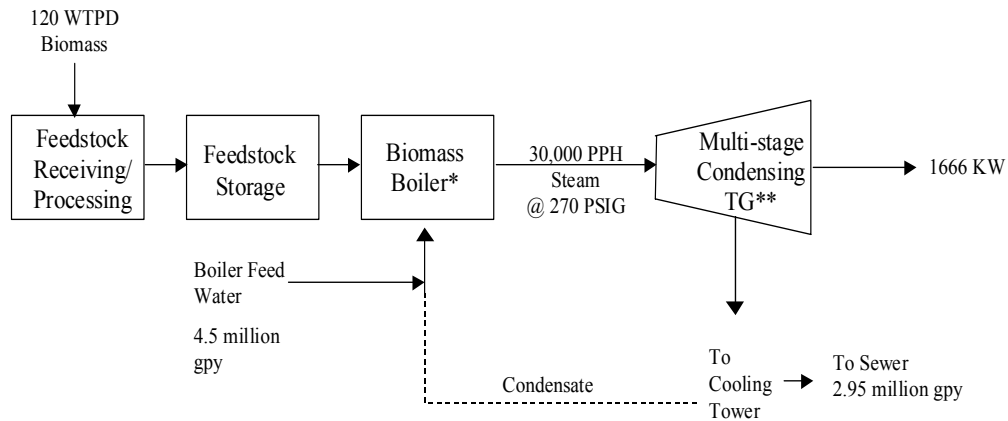 120 WTPD
Biomass
Feedstock
Receiving/
Processing
Feedstock
Storage
Biomass
Boiler*
30,000 PPH
Steam
@ 270 PSIG
Multi-stage
Condensing
TG**
1666 KW
Boiler Feed
Water
4.5 million
gpy
Condensate
To
Cooling
Tower
To Sewer
2.95 million gpy